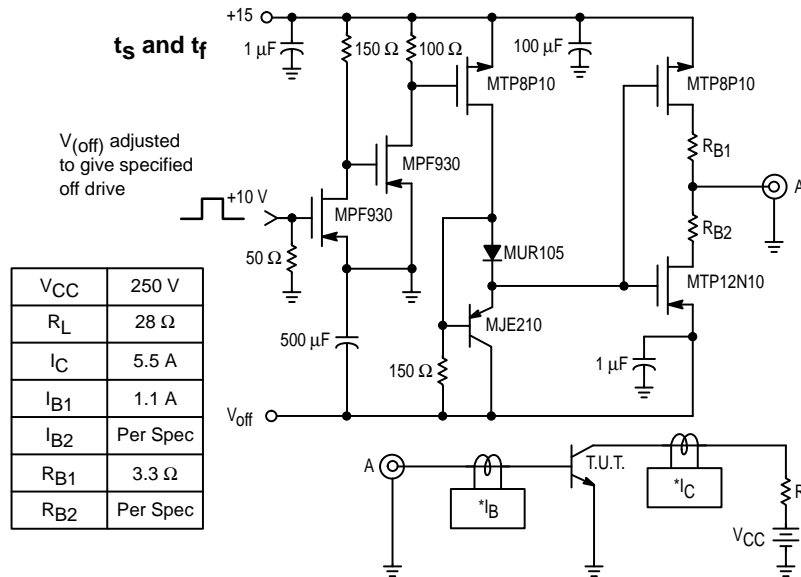 +15
t_s and t_f
1 µF
150 Ω
100 Ω
MTP8P10
100 µF
MTP8P10
V_(off) adjusted
to give specified
off drive
MPF930
R_B1
A
+10 V
MPF930
R_B2
50 Ω
MUR105
MTP12N10
500 µF
MJE210
150 Ω
1 µF
V_off
V_CC 250 V
R_L 28 Ω
I_C 5.5 A
I_B1 1.1 A
I_B2 Per Spec
R_B1 3.3 Ω
R_B2 Per Spec
A
T.U.T.
*I_B
*I_C
R
V_CC